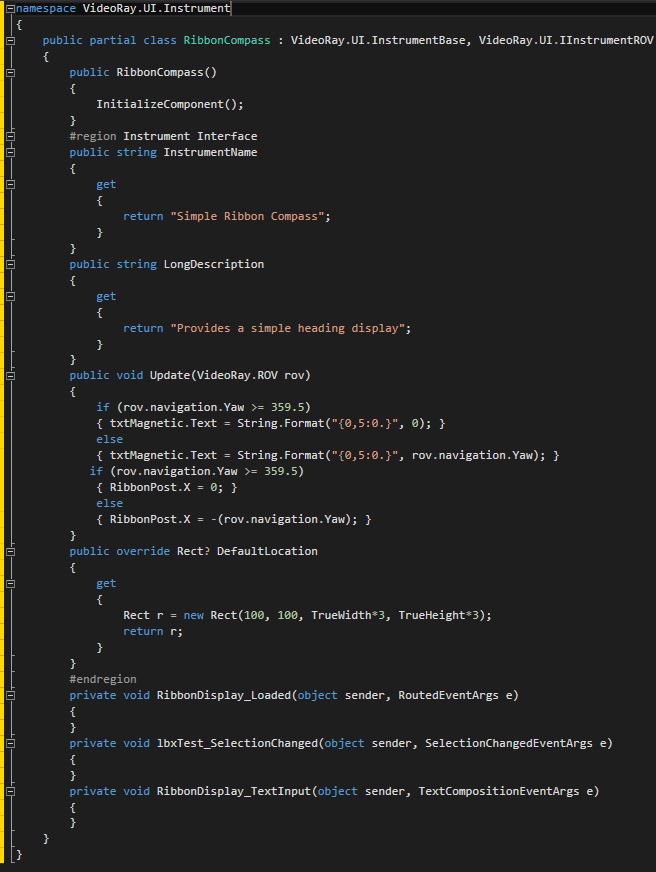 namespace VideoRay.UI.Instrument
{
    public partial class RibbonCompass : VideoRay.UI.InstrumentBase, VideoRay.UI.IInstrumentROV
    {
        public RibbonCompass()
        {
            InitializeComponent();
        }
        #region Instrument Interface
        public string InstrumentName
        {
            get
            {
                return "Simple Ribbon Compass";
            }
        }
        public string LongDescription
        {
            get
            {
                return "Provides a simple heading display";
            }
        }
        public void Update(VideoRay.ROV rov)
        {
            if (rov.navigation.Yaw >= 359.5)
            { txtMagnetic.Text = String.Format("{0,5:0.}", 0); }
            else
            { txtMagnetic.Text = String.Format("{0,5:0.}", rov.navigation.Yaw); }
           if (rov.navigation.Yaw >= 359.5)
            { RibbonPost.X = 0; }
            else
            { RibbonPost.X = -(rov.navigation.Yaw); }
        }
        public override Rect? DefaultLocation
        {
            get
            {
                Rect r = new Rect(100, 100, TrueWidth*3, TrueHeight*3);
                return r;
            }
        }
        #endregion
        private void RibbonDisplay_Loaded(object sender, RoutedEventArgs e)
        {
        }
        private void lbxTest_SelectionChanged(object sender, SelectionChangedEventArgs e)
        {
        }
        private void RibbonDisplay_TextInput(object sender, TextCompositionEventArgs e)
        {
        }
    }
}